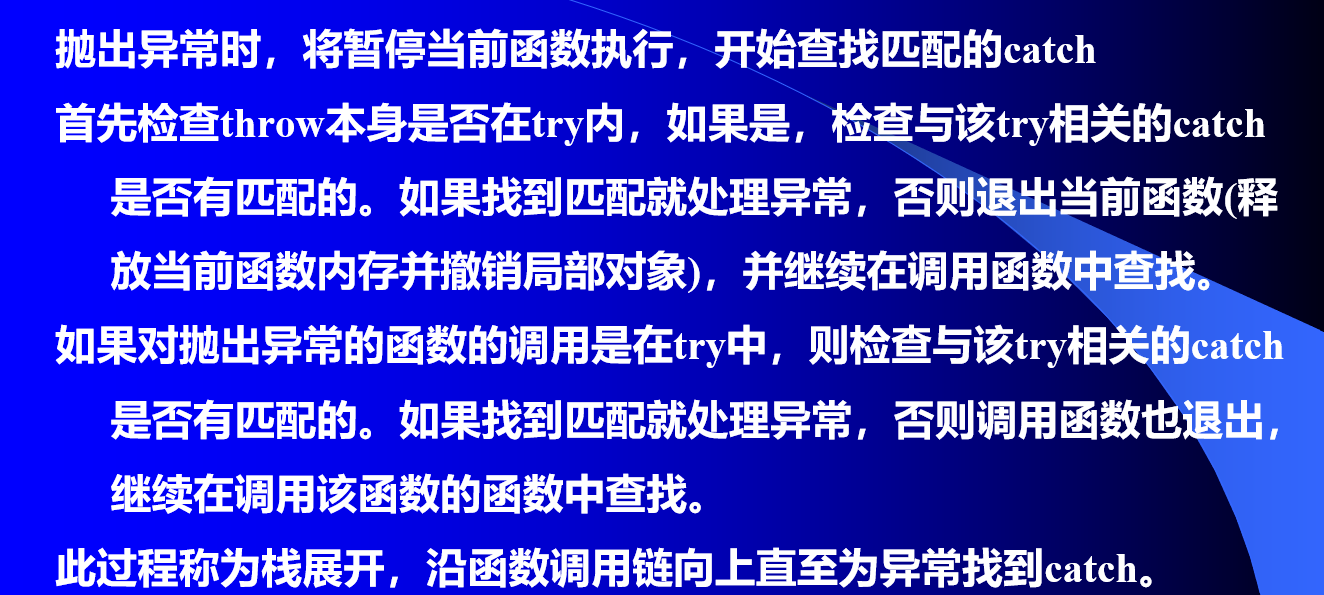 抛出异常时，将暂停当前函数执行，开始查找匹配的catch
首先检查throw本身是否在try内，如果是，检查与该try相关的catch
是否有匹配的。如果找到匹配就处理异常，否则退出当前函数(释
放当前函数内存并撤销局部对象)，并继续在调用函数中查找。
如果对抛出异常的函数的调用是在try中，则检查与该try相关的catch
是否有匹配的。如果找到匹配就处理异常，否则调用函数也退出，
继续在调用该函数的函数中查找。
此过程称为栈展开，沿函数调用链向上直至为异常找到catch。